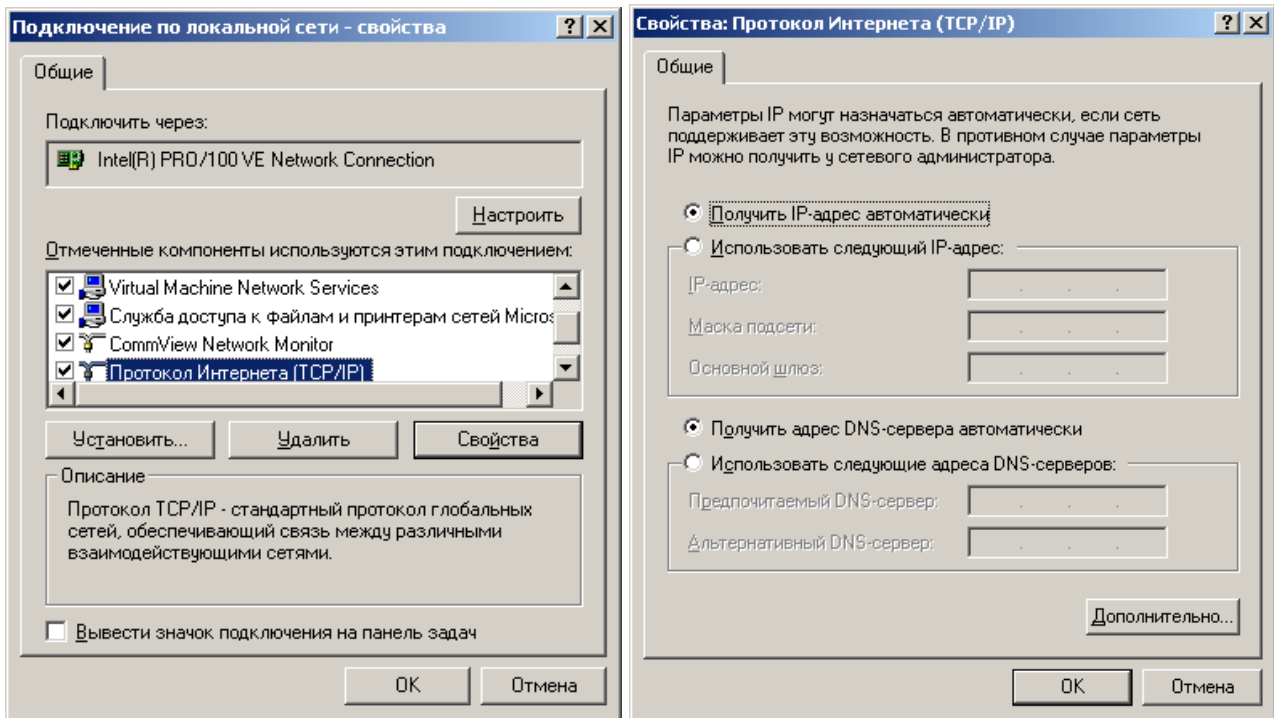 Подключение по локальной сети - свойства
Общие
Подключить через:
Intel(R) PRO/100 VE Network Connection
Настроить
Отмеченные компоненты используются этим подключением:
Virtual Machine Network Services
Служба доступа к файлам и принтерам сетей Micros
CommView Network Monitor
Протокол Интернета (TCP/IP)
Установить...
Удалить
Свойства
Описание
Протокол TCP/IP - стандартный протокол глобальных
сетей, обеспечивающий связь между различными
взаимодействующими сетями.
Вывести значок подключения на панель задач
OK
Отмена
Свойства: Протокол Интернета (TCP/IP)
Общие
Параметры IP могут назначаться автоматически, если сеть
поддерживает эту возможность. В противном случае параметры
IP можно получить у сетевого администратора.
Получить IP-адрес автоматически
Использовать следующий IP-адрес:
IP-адрес:
Маска подсети:
Основной шлюз:
Получить адрес DNS-сервера автоматически
Использовать следующие адреса DNS-серверов:
Предпочитаемый DNS-сервер:
Альтернативный DNS-сервер:
Дополнительно...
OK
Отмена